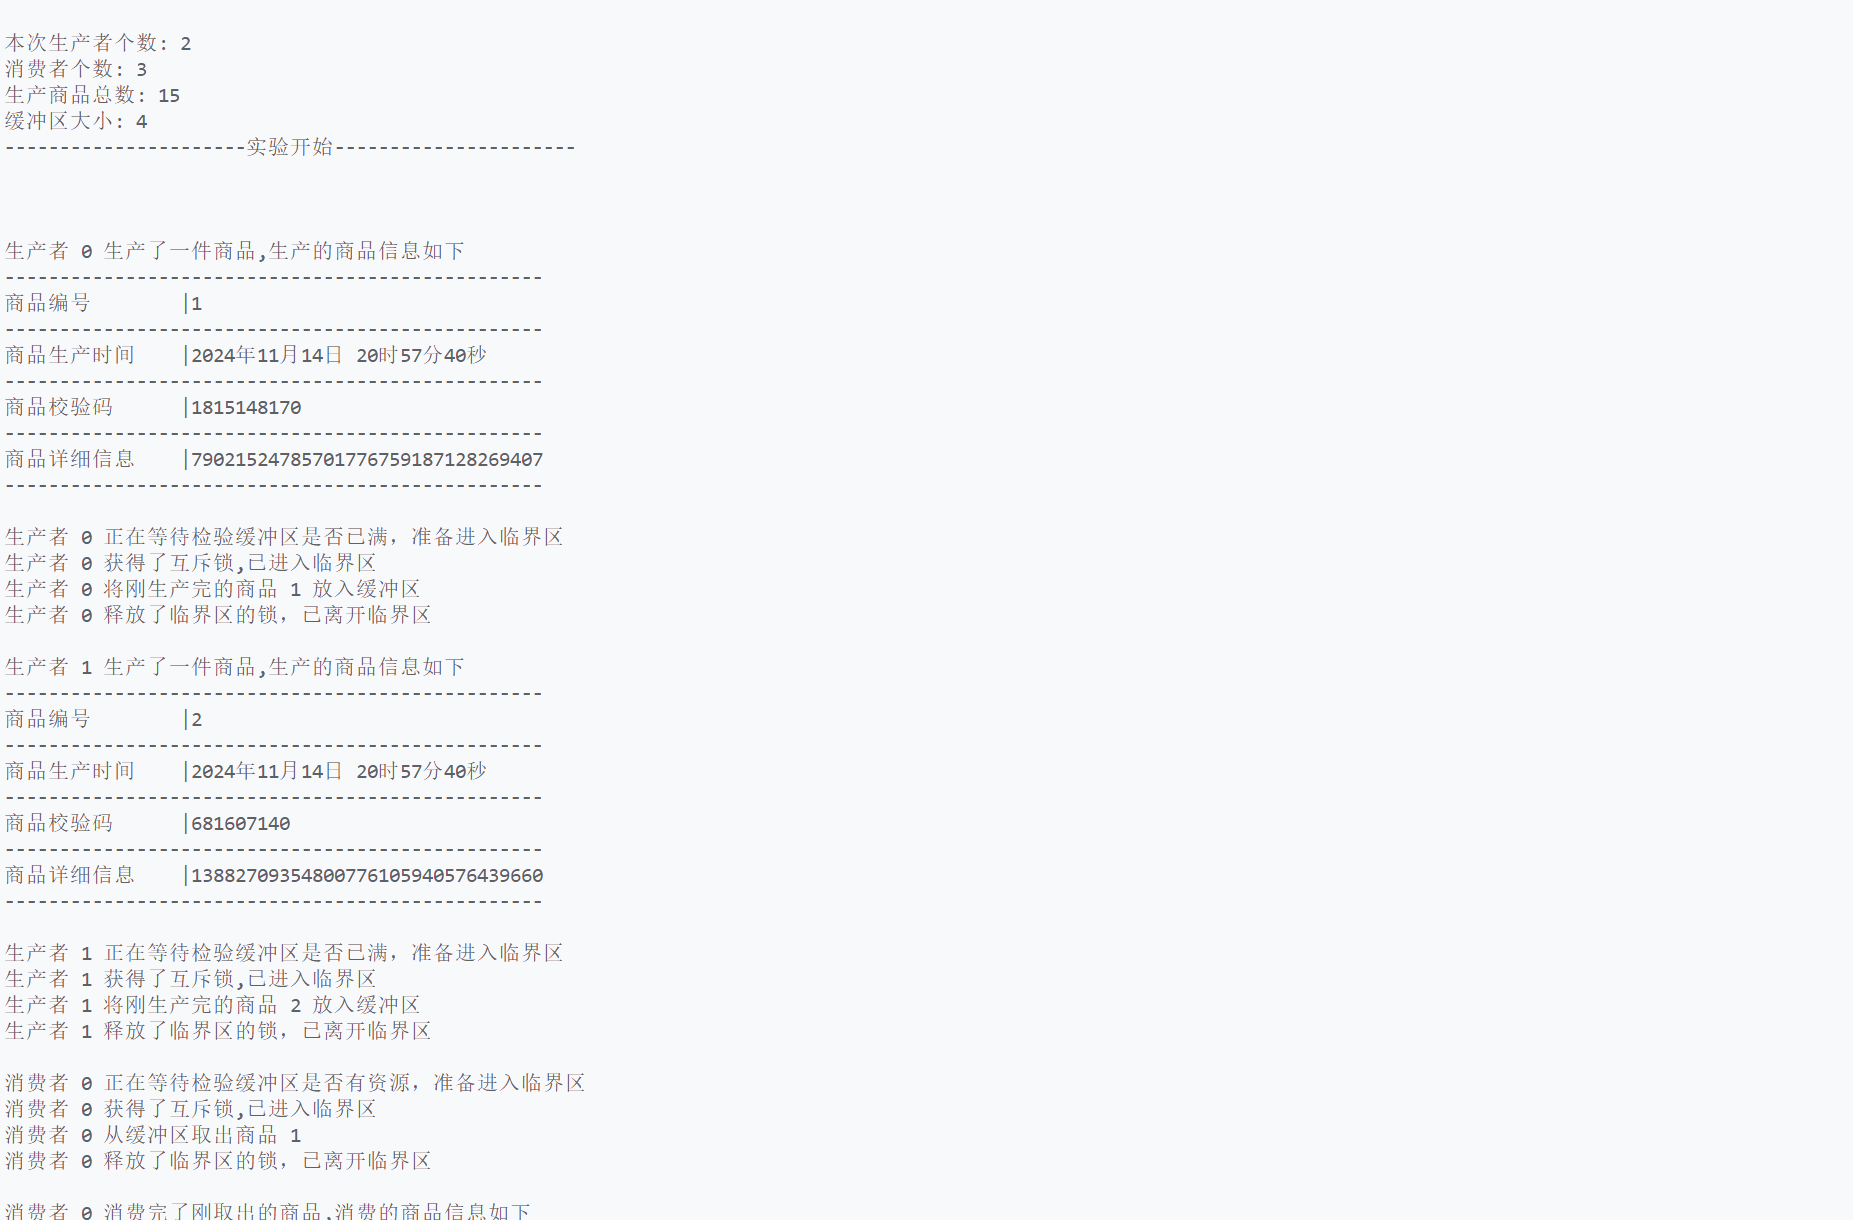 本次生产者个数: 2
消费者个数: 3
生产商品总数: 15
缓冲区大小: 4
----------------------实验开始----------------------
生产者 0 生产了一件商品,生产的商品信息如下
-------------------------------------------------
商品编号        |1
-------------------------------------------------
商品生产时间    |2024年11月14日 20时57分40秒
-------------------------------------------------
商品校验码      |1815148170
-------------------------------------------------
商品详细信息    |79021524785701776759187128269407
-------------------------------------------------
生产者 0 正在等待检验缓冲区是否已满，准备进入临界区
生产者 0 获得了互斥锁,已进入临界区
生产者 0 将刚生产完的商品 1 放入缓冲区
生产者 0 释放了临界区的锁，已离开临界区
生产者 1 生产了一件商品,生产的商品信息如下
-------------------------------------------------
商品编号        |2
-------------------------------------------------
商品生产时间    |2024年11月14日 20时57分40秒
-------------------------------------------------
商品校验码      |681607140
-------------------------------------------------
商品详细信息    |13882709354800776105940576439660
-------------------------------------------------
生产者 1 正在等待检验缓冲区是否已满，准备进入临界区
生产者 1 获得了互斥锁,已进入临界区
生产者 1 将刚生产完的商品 2 放入缓冲区
生产者 1 释放了临界区的锁，已离开临界区
消费者 0 正在等待检验缓冲区是否有资源，准备进入临界区
消费者 0 获得了互斥锁,已进入临界区
消费者 0 从缓冲区取出商品 1
消费者 0 释放了临界区的锁，已离开临界区
消费者 0 消费完了刚取出的商品,消费的商品信息如下